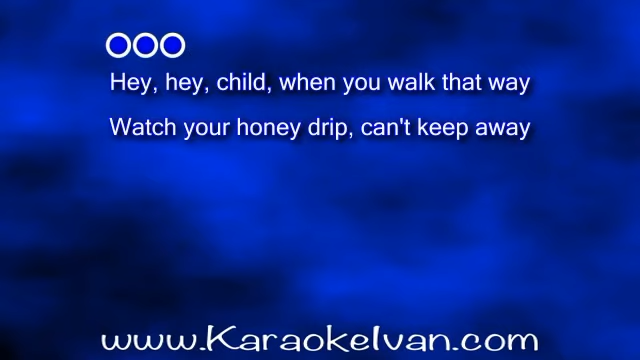 Hey, hey, child, when you walk that way
Watch your honey drip, can't keep away
www.KaraokeIvan.com